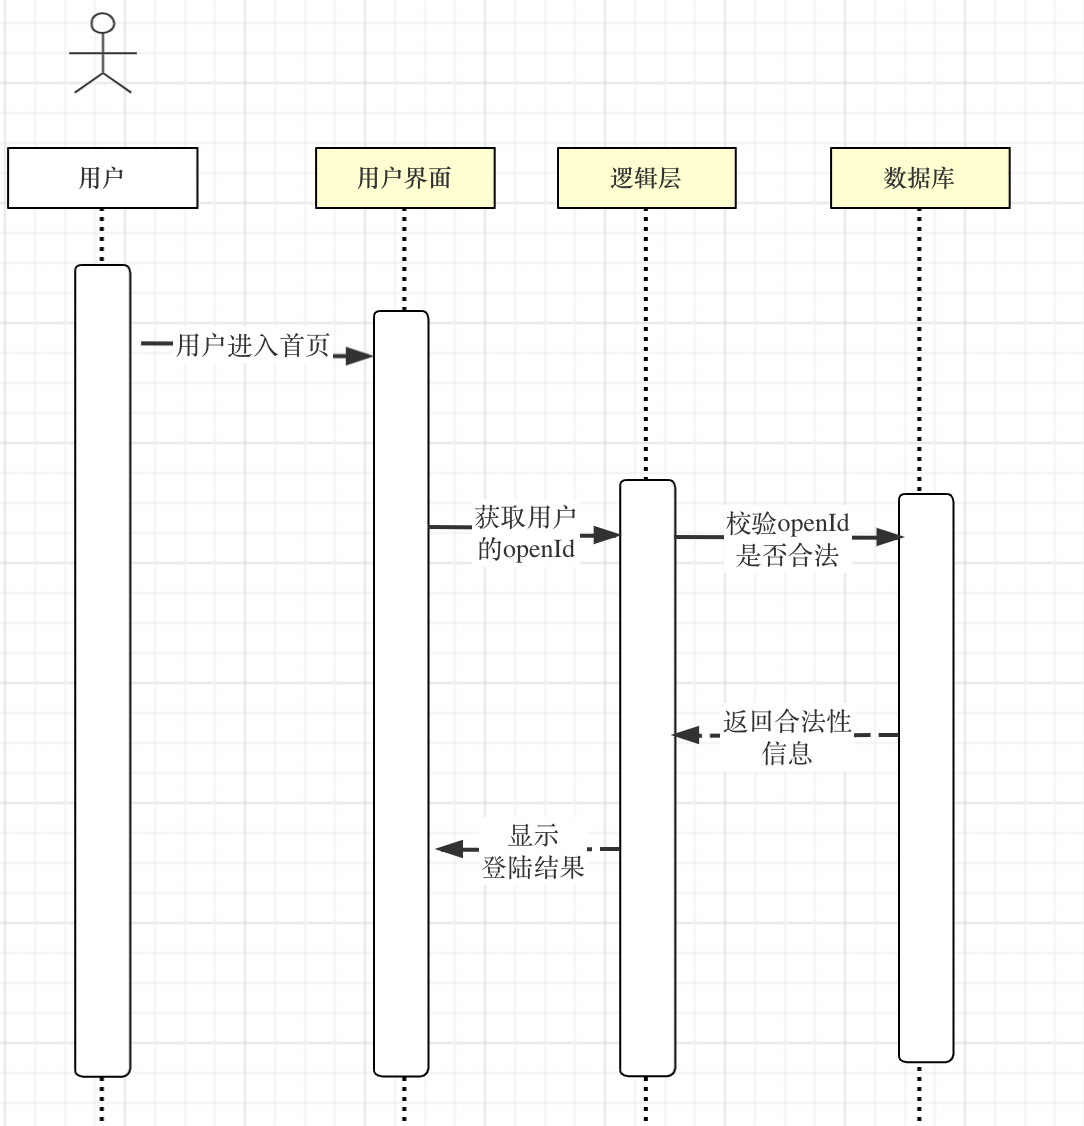 用户
用户界面
逻辑层
数据库
用户进入首页
获取用户
的openId
校验openId
是否合法
返回合法性
信息
显示
登陆结果